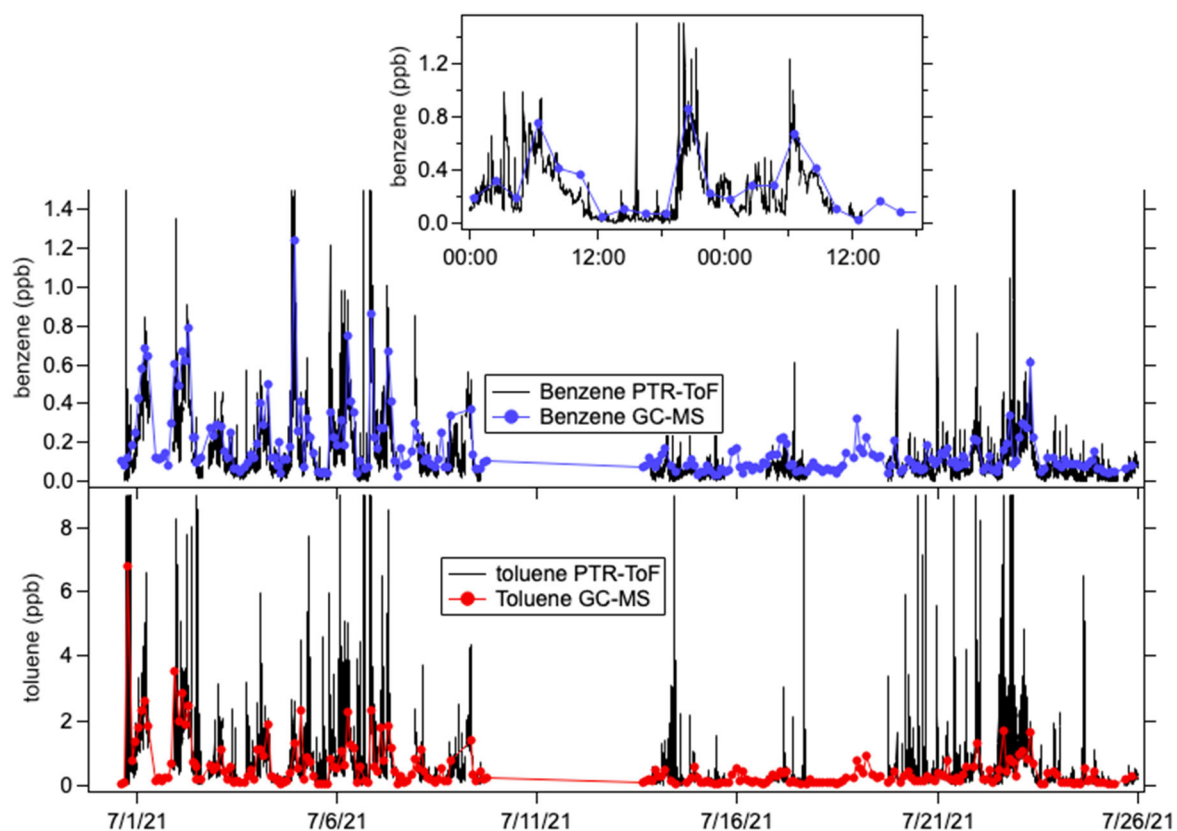 benzene (ppb)
1.2
0.8
0.4
0.0
00:00 12:00 00:00 12:00
benzene (ppb)
1.4
1.2
1.0
0.8
0.6
0.4
0.2
0.0
Benzene PTR-ToF
Benzene GC-MS
toluene (ppb)
8
6
4
2
0
toluene PTR-ToF
Toluene GC-MS
7/1/21 7/6/21 7/11/21 7/16/21 7/21/21 7/26/21